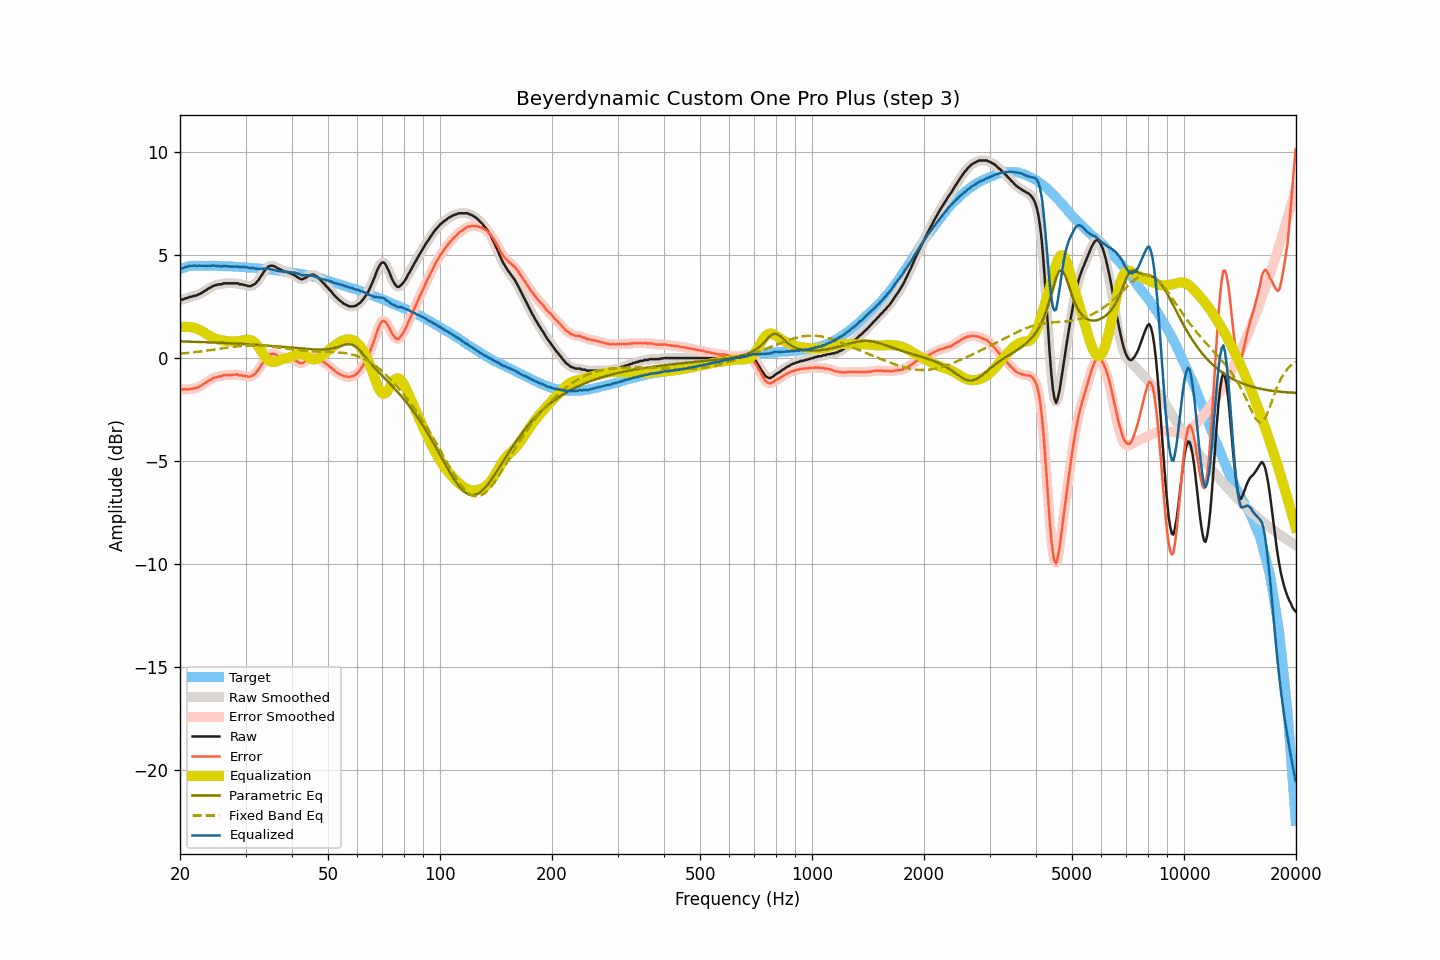 Beyerdynamic Custom One Pro Plus (step 3)
10
5
0
−5
−10
−15
−20
Amplitude (dBr)
Target
Raw Smoothed
Error Smoothed
Raw
Error
Equalization
Parametric Eq
Fixed Band Eq
Equalized
20 50 100 200 500 1000 2000 5000 10000 20000
Frequency (Hz)